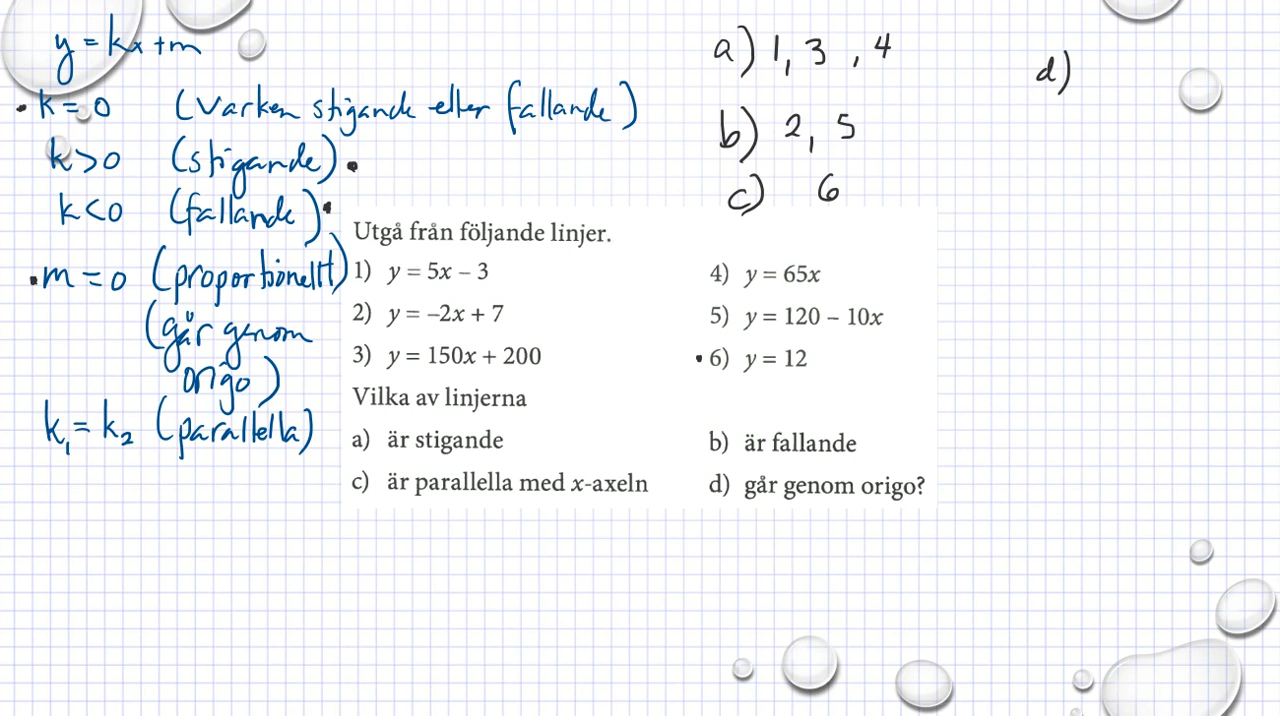 y = kx + m
• k = 0 (varken stigande eller fallande)
k > 0 (stigande) •
k < 0 (fallande) •
• m = 0 (proportionellt)
(går genom
origo)
k₁ = k₂ (parallella)
a) 1, 3, 4
b) 2, 5
c) 6
d)
Utgå från följande linjer.
1) y = 5x – 3
4) y = 65x
2) y = –2x + 7
5) y = 120 – 10x
3) y = 150x + 200
• 6) y = 12
Vilka av linjerna
a) är stigande
b) är fallande
c) är parallella med x-axeln
d) går genom origo?